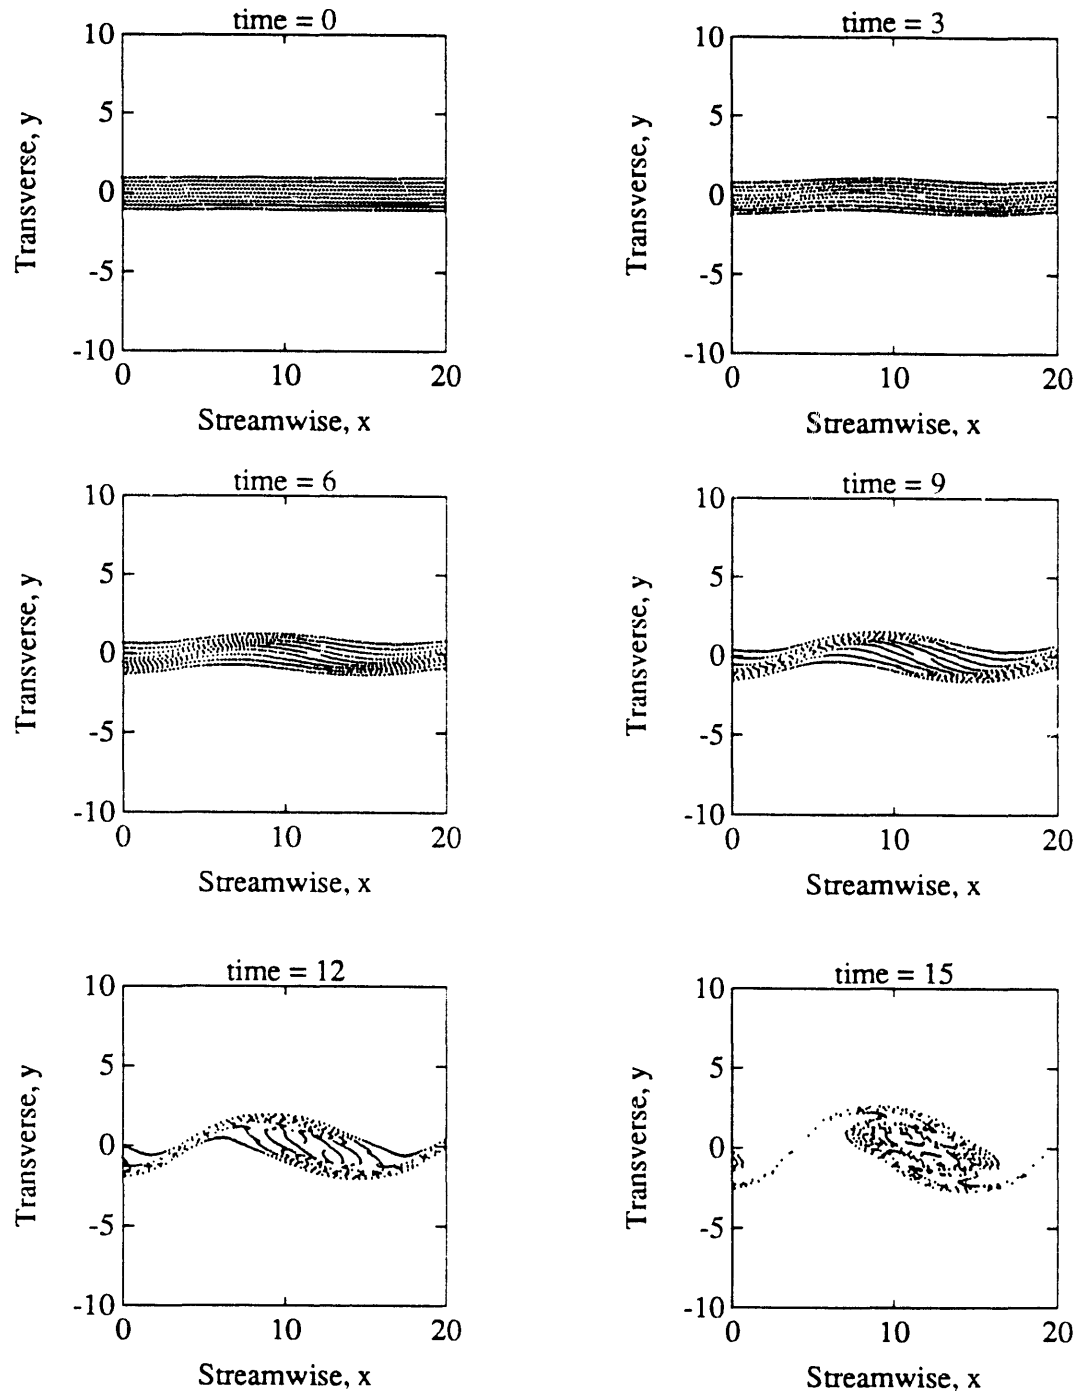 time = 0
10
5
0
-5
-10
Transverse, y
0 10 20
Streamwise, x
time = 3
10
5
0
-5
-10
Transverse, y
0 10 20
Streamwise, x
time = 6
10
5
0
-5
-10
Transverse, y
0 10 20
Streamwise, x
time = 9
10
5
0
-5
-10
Transverse, y
0 10 20
Streamwise, x
time = 12
10
5
0
-5
-10
Transverse, y
0 10 20
Streamwise, x
time = 15
10
5
0
-5
-10
Transverse, y
0 10 20
Streamwise, x